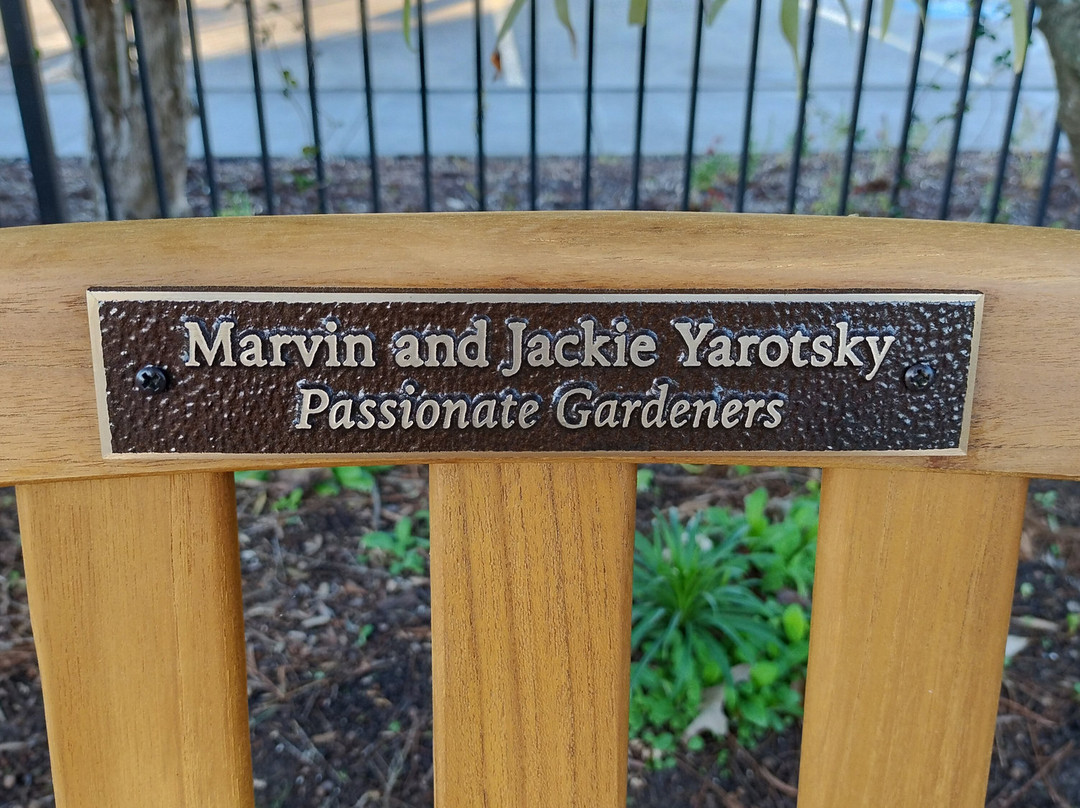 Marvin and Jackie Yarotsky
Passionate Gardeners